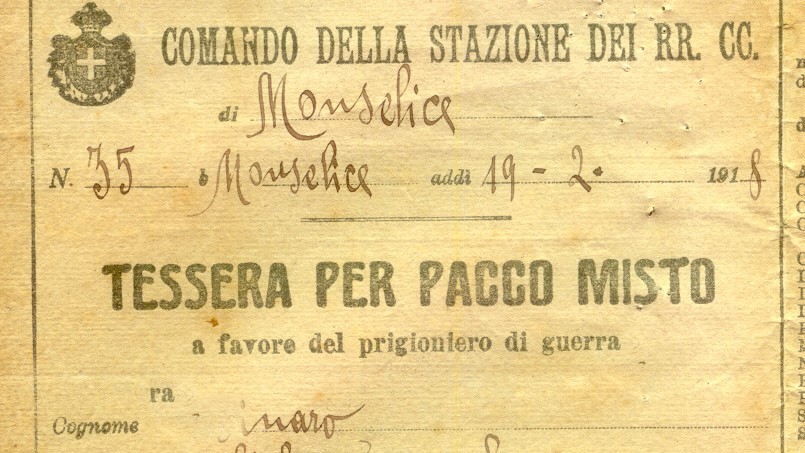 COMANDO DELLA STAZIONE DEI RR. CC.
di Monselice
N. 35 Monselice addì 19 - 2. 1918
TESSERA PER PACCO MISTO
a favore del prigioniero di guerra
ra
Cognome